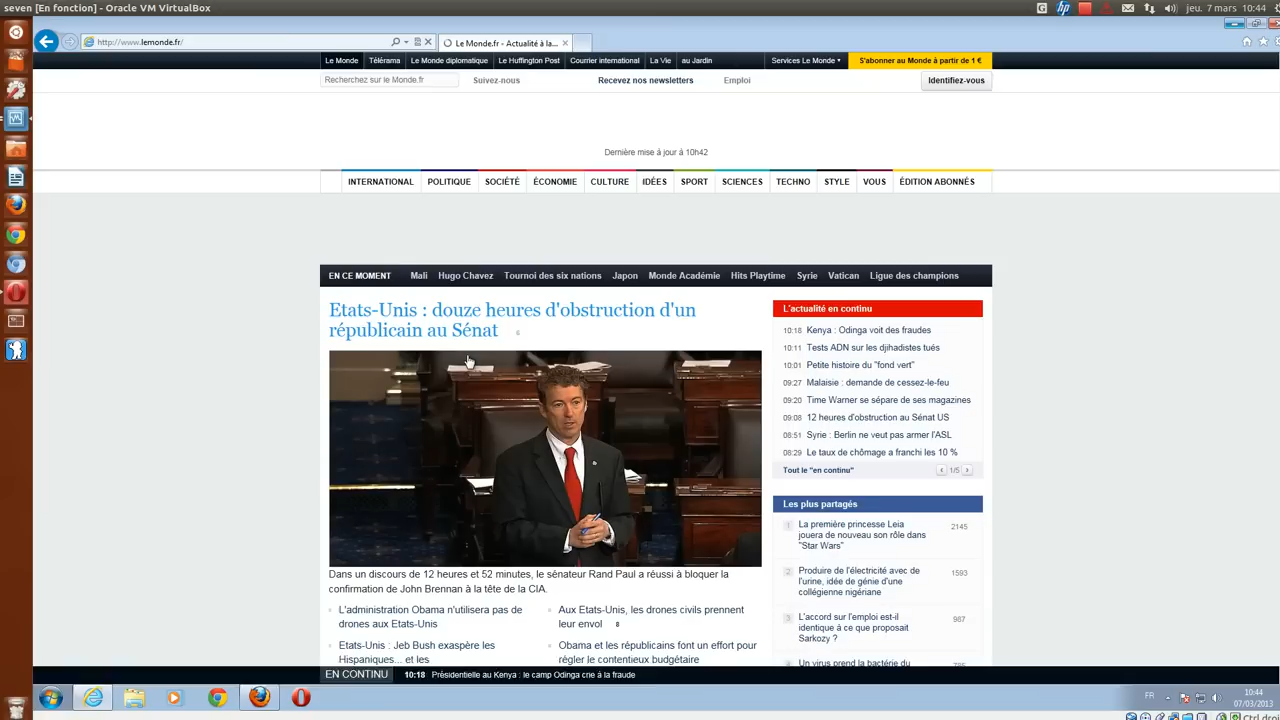 seven [En fonction] - Oracle VM VirtualBox
jeu. 7 mars 10:44
http://www.lemonde.fr/
Le Monde.fr - Actualité à la...
Le Monde Télérama Le Monde diplomatique Le Huffington Post Courrier international La Vie au Jardin Services Le Monde S'abonner au Monde à partir de 1 €
Recherchez sur le Monde.fr Suivez-nous Recevez nos newsletters Emploi Identifiez-vous
Dernière mise à jour à 10h42
INTERNATIONAL POLITIQUE SOCIÉTÉ ÉCONOMIE CULTURE IDÉES SPORT SCIENCES TECHNO STYLE VOUS ÉDITION ABONNÉS
EN CE MOMENT Mali Hugo Chavez Tournoi des six nations Japon Monde Académie Hits Playtime Syrie Vatican Ligue des champions
Etats-Unis : douze heures d'obstruction d'un
républicain au Sénat 6
Dans un discours de 12 heures et 52 minutes, le sénateur Rand Paul a réussi à bloquer la
confirmation de John Brennan à la tête de la CIA.
L'administration Obama n'utilisera pas de
drones aux Etats-Unis
Aux Etats-Unis, les drones civils prennent
leur envol 8
Etats-Unis : Jeb Bush exaspère les
Hispaniques... et les
Obama et les républicains font un effort pour
régler le contentieux budgétaire
L'actualité en continu
10:18 Kenya : Odinga voit des fraudes
10:11 Tests ADN sur les djihadistes tués
10:01 Petite histoire du "fond vert"
09:27 Malaisie : demande de cessez-le-feu
09:20 Time Warner se sépare de ses magazines
09:08 12 heures d'obstruction au Sénat US
08:51 Syrie : Berlin ne veut pas armer l'ASL
08:29 Le taux de chômage a franchi les 10 %
Tout le "en continu" 1/5
Les plus partagés
1 La première princesse Leia
jouera de nouveau son rôle dans
"Star Wars"
2145
2 Produire de l'électricité avec de
l'urine, idée de génie d'une
collégienne nigériane
1593
3 L'accord sur l'emploi est-il
identique à ce que proposait
Sarkozy ?
987
Un virus prend la bactérie du
EN CONTINU 10:18 Présidentielle au Kenya : le camp Odinga crie à la fraude
FR
10:44
07/03/2013
Ctrl droi